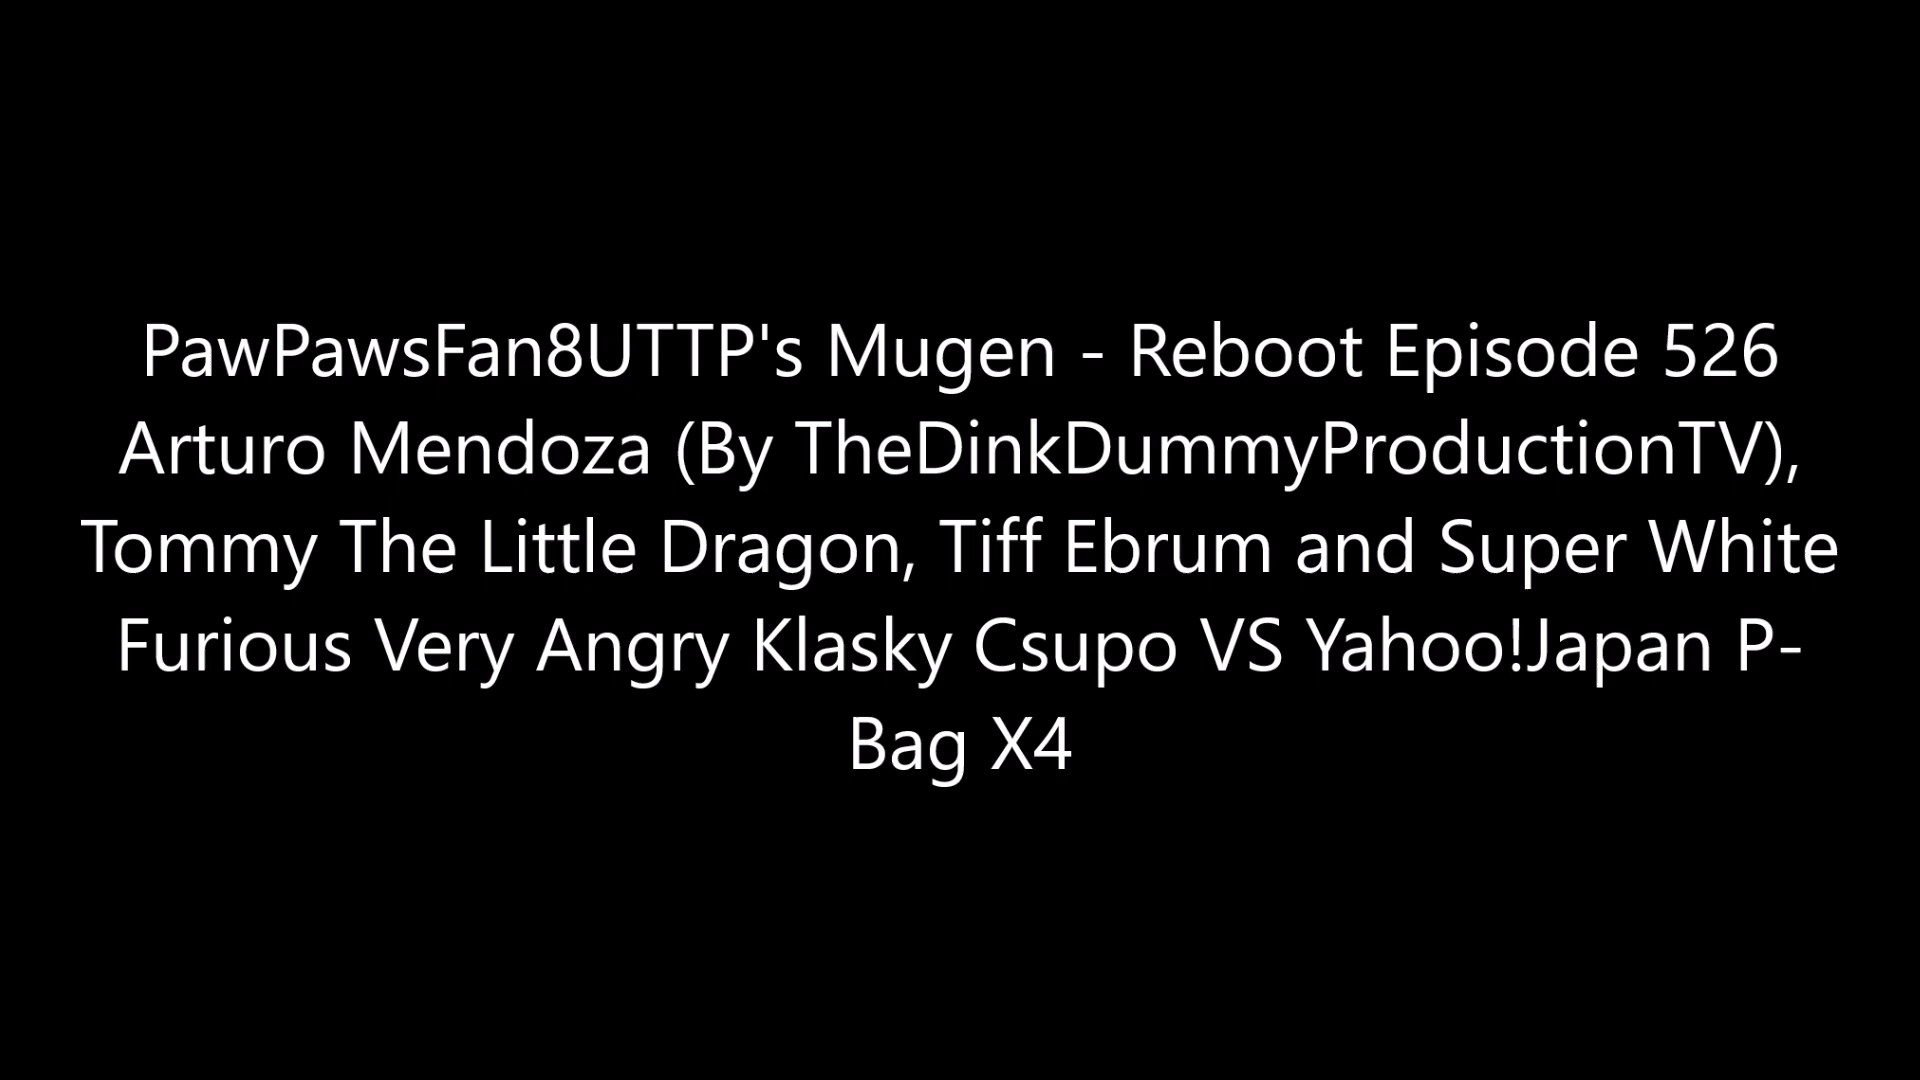 PawPawsFan8UTTP's Mugen - Reboot Episode 526
Arturo Mendoza (By TheDinkDummyProductionTV),
Tommy The Little Dragon, Tiff Ebrum and Super White
Furious Very Angry Klasky Csupo VS Yahoo!Japan P-
Bag X4